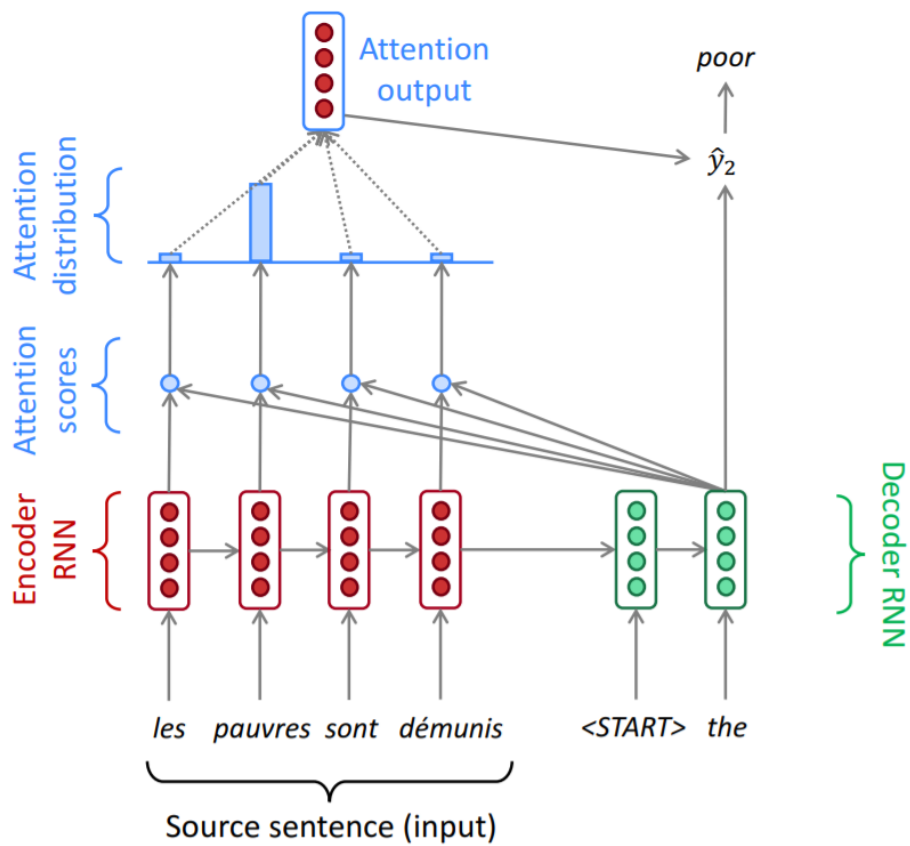 Attention
output
poor
ŷ₂
Attention
distribution
Attention
scores
Encoder
RNN
Decoder RNN
les pauvres sont démunis <START> the
Source sentence (input)